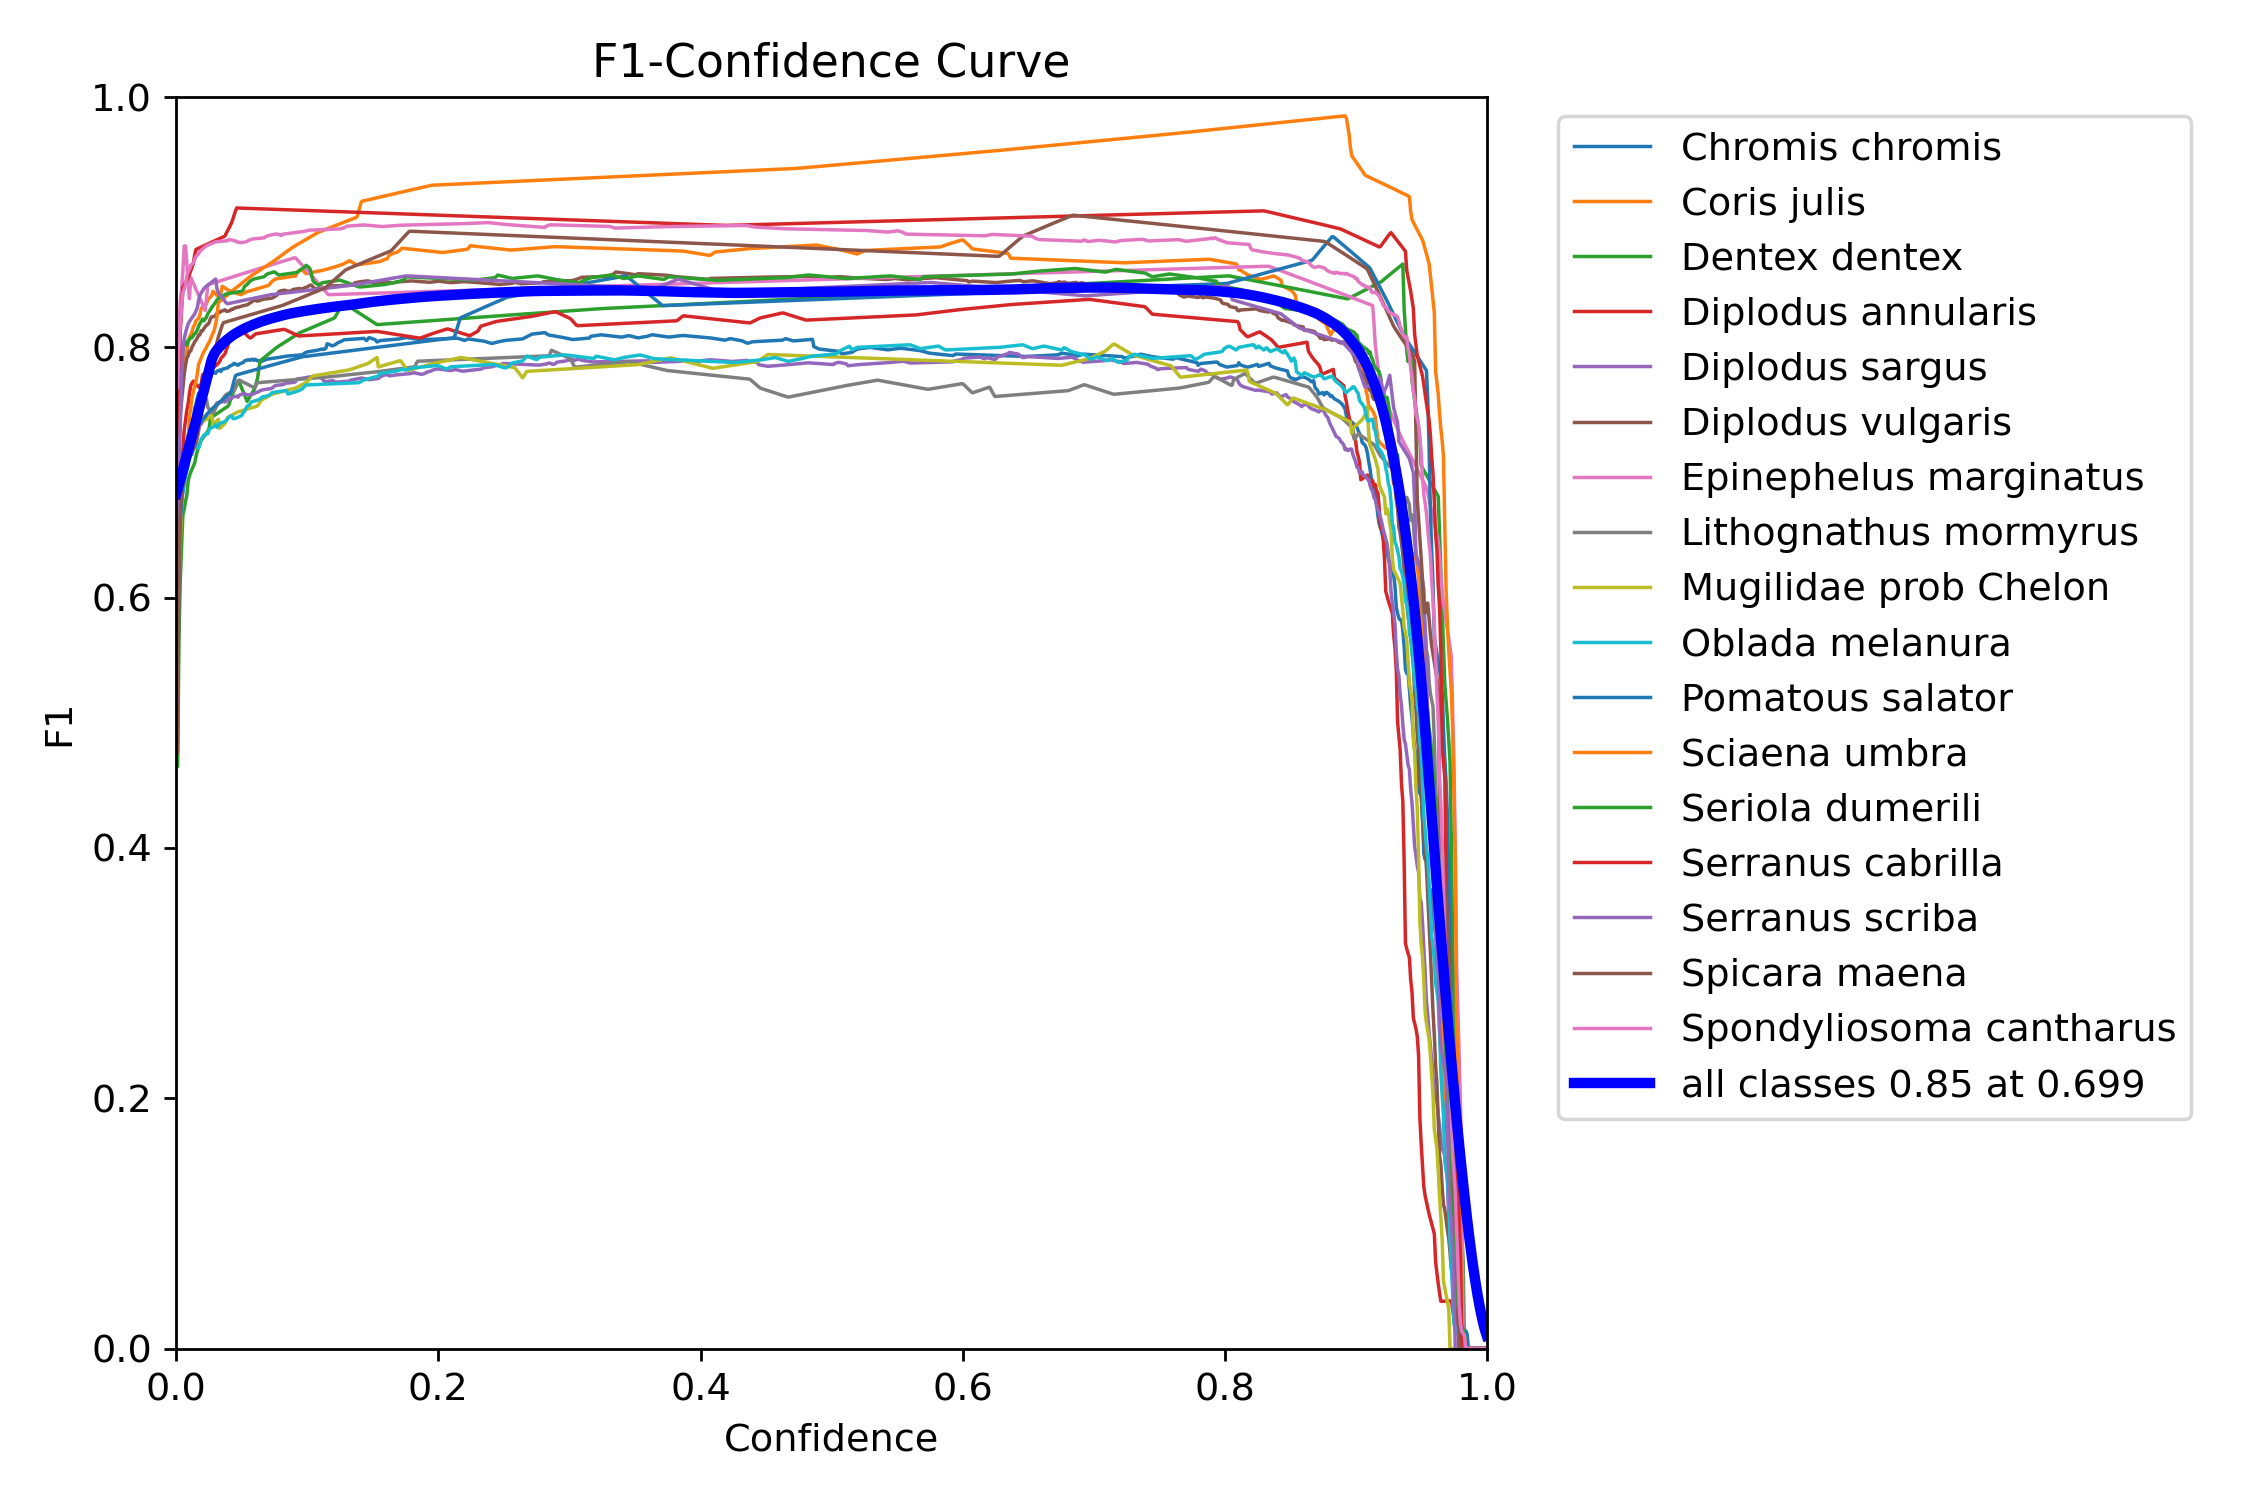 F1-Confidence Curve
1.0
0.8
0.6
0.4
0.2
0.0
F1
0.0 0.2 0.4 0.6 0.8 1.0
Confidence
Chromis chromis
Coris julis
Dentex dentex
Diplodus annularis
Diplodus sargus
Diplodus vulgaris
Epinephelus marginatus
Lithognathus mormyrus
Mugilidae prob Chelon
Oblada melanura
Pomatous salator
Sciaena umbra
Seriola dumerili
Serranus cabrilla
Serranus scriba
Spicara maena
Spondyliosoma cantharus
all classes 0.85 at 0.699